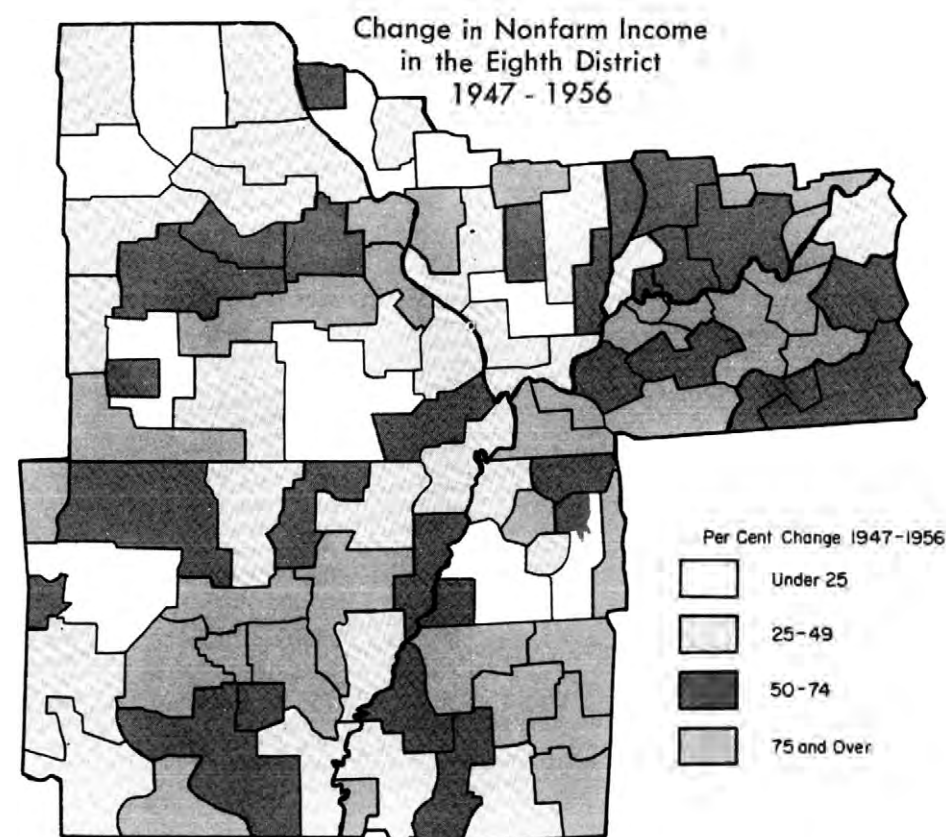 Change in Nonfarm Income
in the Eighth District
1947 - 1956
Per Cent Change 1947-1956
Under 25
25-49
50-74
75 and Over